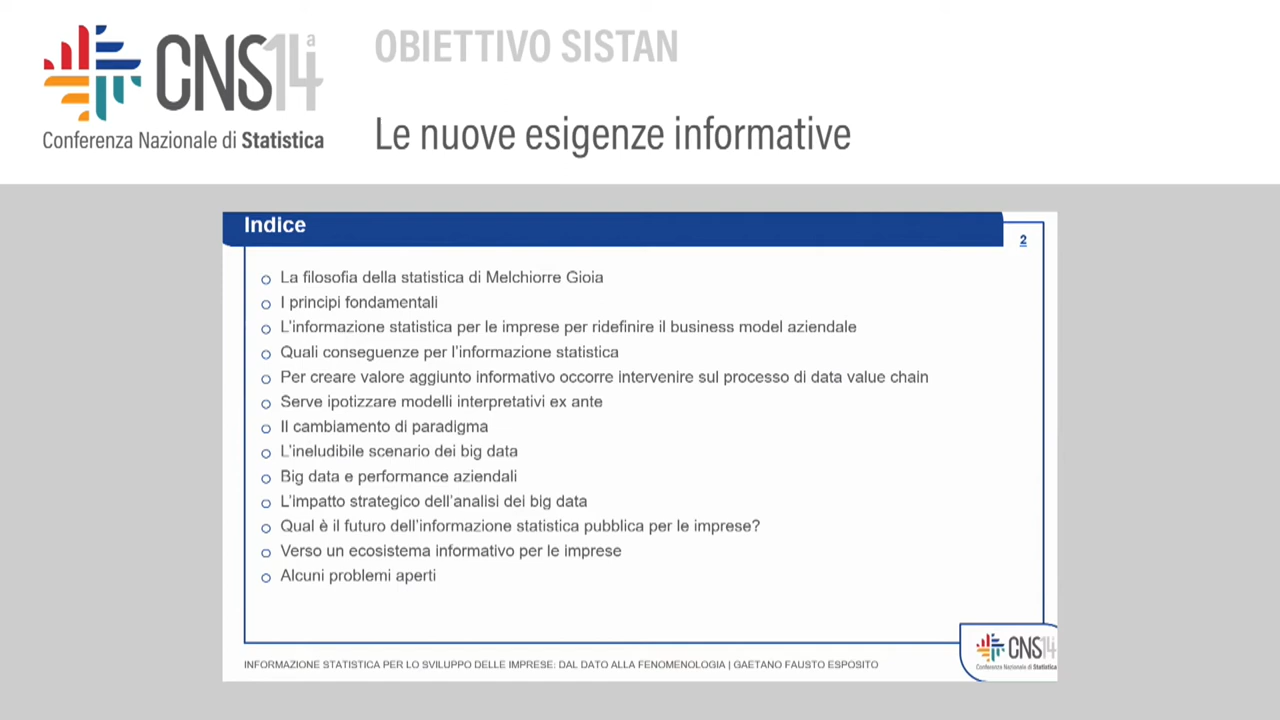 CNS14a
Conferenza Nazionale di Statistica
OBIETTIVO SISTAN
Le nuove esigenze informative
Indice
2
La filosofia della statistica di Melchiorre Gioia
I principi fondamentali
L'informazione statistica per le imprese per ridefinire il business model aziendale
Quali conseguenze per l'informazione statistica
Per creare valore aggiunto informativo occorre intervenire sul processo di data value chain
Serve ipotizzare modelli interpretativi ex ante
Il cambiamento di paradigma
L'ineludibile scenario dei big data
Big data e performance aziendali
L'impatto strategico dell'analisi dei big data
Qual è il futuro dell'informazione statistica pubblica per le imprese?
Verso un ecosistema informativo per le imprese
Alcuni problemi aperti
INFORMAZIONE STATISTICA PER LO SVILUPPO DELLE IMPRESE: DAL DATO ALLA FENOMENOLOGIA | GAETANO FAUSTO ESPOSITO
CNS14
Conferenza Nazionale di Statistica